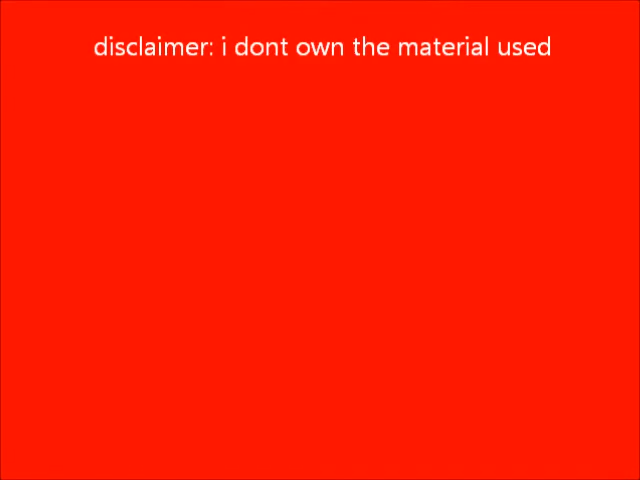 disclaimer: i dont own the material used